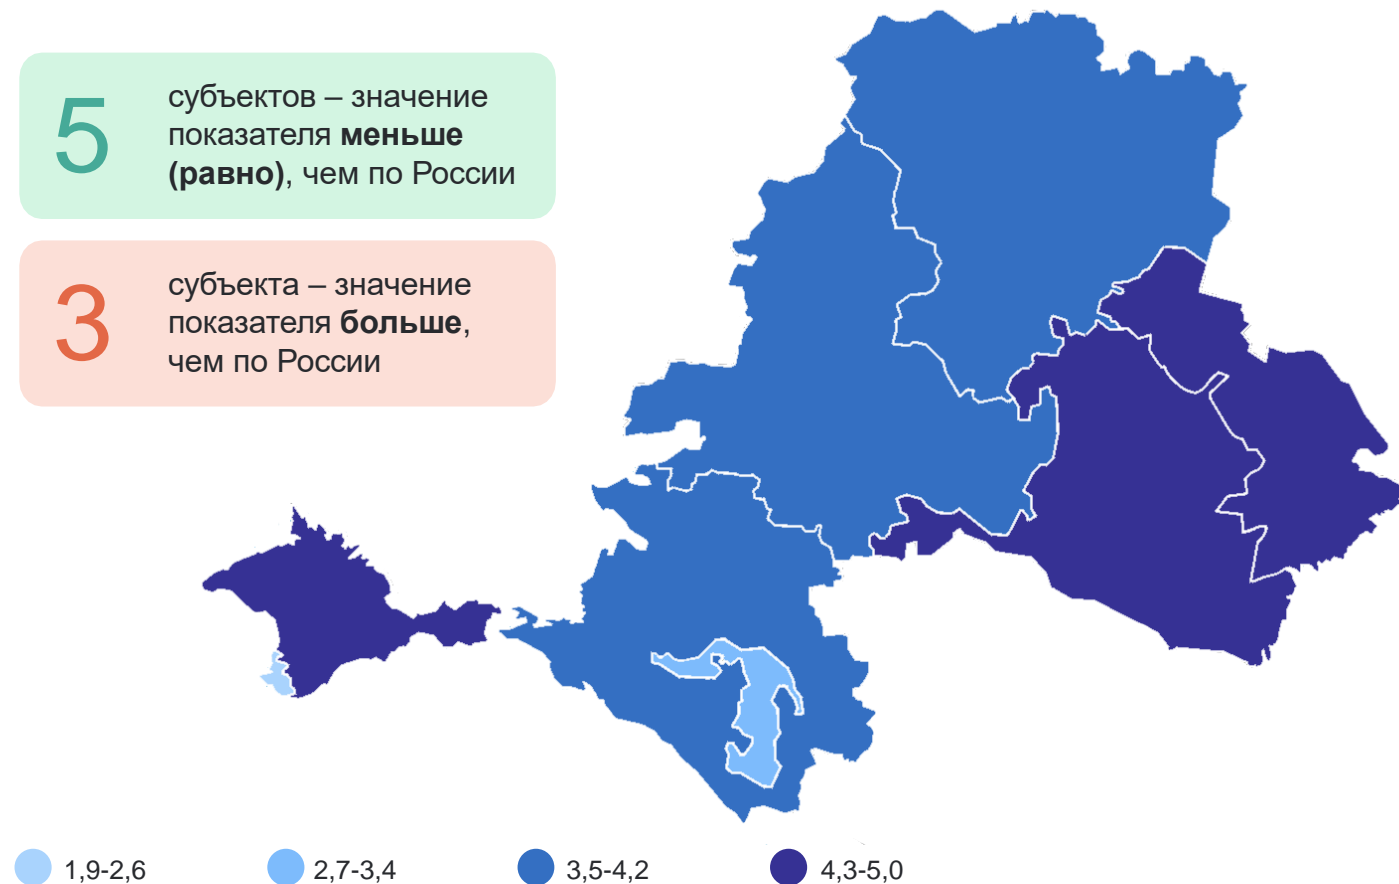 5
субъектов – значение
показателя меньше
(равно), чем по России
3
субъекта – значение
показателя больше,
чем по России
1,9-2,6
2,7-3,4
3,5-4,2
4,3-5,0